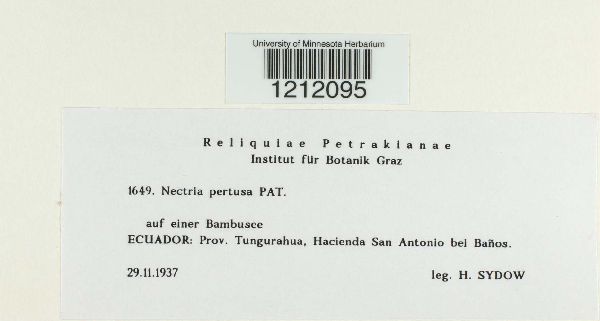 University of Minnesota Herbarium
1212095
Reliquiae Petrakianae
Institut für Botanik Graz
1649. Nectria pertusa PAT.
auf einer Bambusee
ECUADOR: Prov. Tungurahua, Hacienda San Antonio bei Baños.
29.11.1937 leg. H. SYDOW